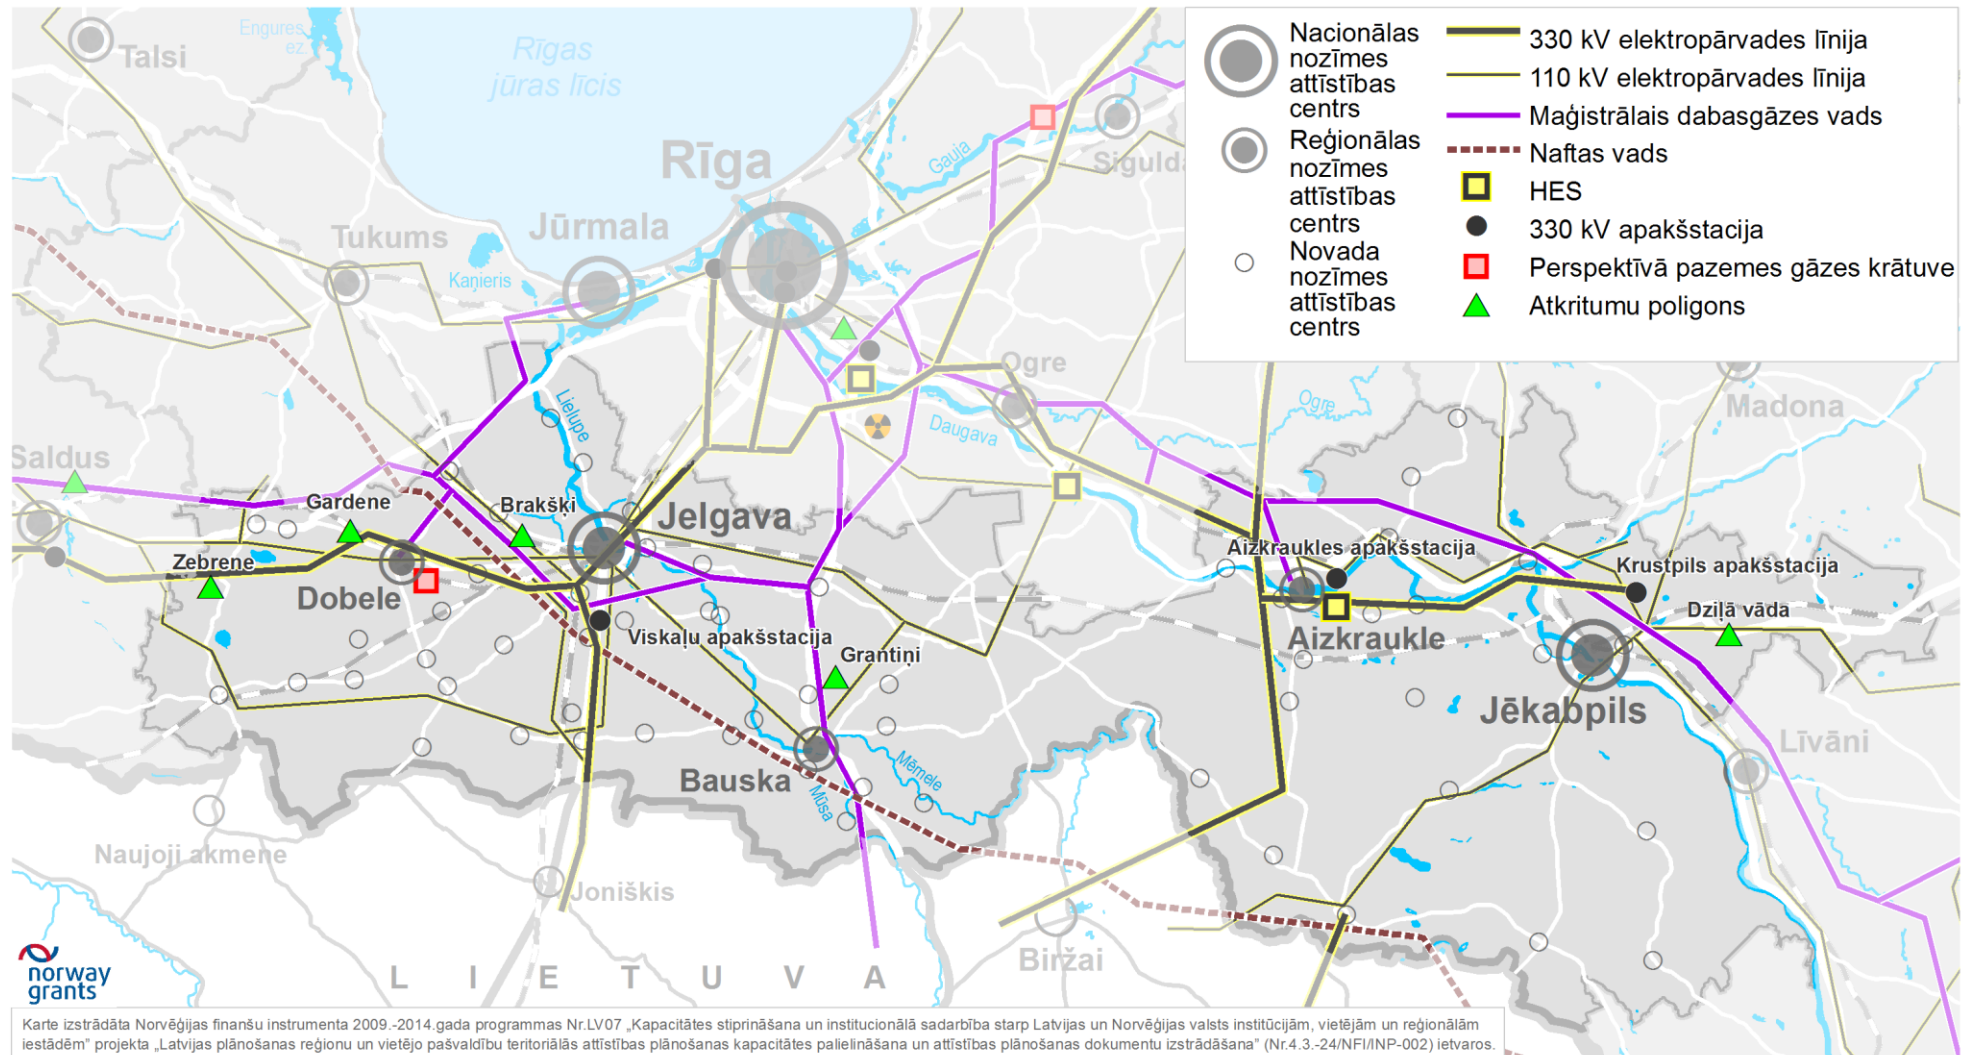 Talsi
Engures
ez.
Rīgas
jūras līcis
Rīga
Jūrmala
Tukums
Kaņieris
Gauja
Sigulda
Nacionālas
nozīmes
attīstības
centrs
Reģionālas
nozīmes
attīstības
centrs
Novada
nozīmes
attīstības
centrs
330 kV elektropārvades līnija
110 kV elektropārvades līnija
Maģistrālais dabasgāzes vads
Naftas vads
HES
330 kV apakšstacija
Perspektīvā pazemes gāzes krātuve
Atkritumu poligons
Ogre
Ogre
Daugava
Madona
Lielupe
Saldus
Gardene
Brakšķi
Jelgava
Zebrene
Dobele
Viskaļu apakšstacija
Grantiņi
Aizkraukles apakšstacija
Krustpils apakšstacija
Dziļā vāda
Aizkraukle
Jēkabpils
Līvāni
Bauska
Mēmele
Mūsa
Naujoji akmene
Joniškis
Biržai
LIETUVA
norway
grants
Karte izstrādāta Norvēģijas finanšu instrumenta 2009.-2014.gada programmas Nr.LV07 „Kapacitātes stiprināšana un institucionālā sadarbība starp Latvijas un Norvēģijas valsts institūcijām, vietējām un reģionālām
iestādēm” projekta „Latvijas plānošanas reģionu un vietējo pašvaldību teritoriālās attīstības plānošanas kapacitātes palielināšana un attīstības plānošanas dokumentu izstrādāšana” (Nr.4.3.-24/NFI/INP-002) ietvaros.